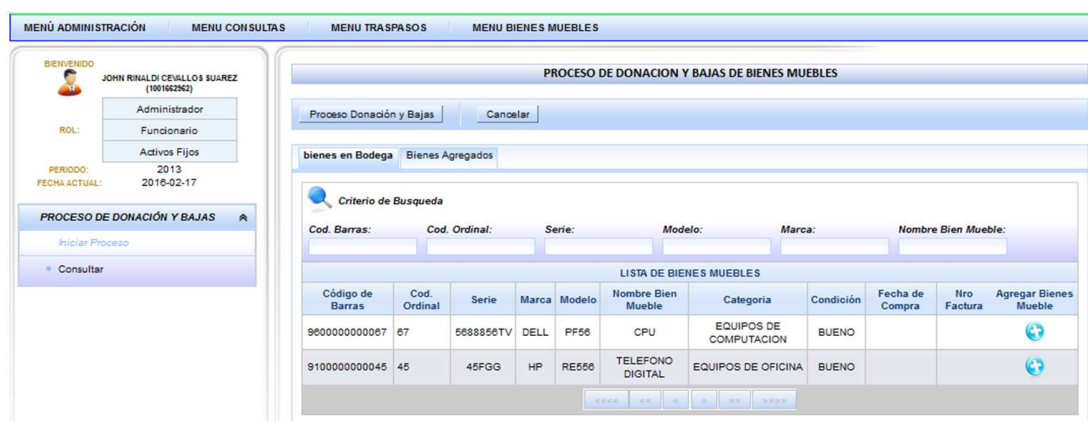 MENÚ ADMINISTRACIÓN MENU CONSULTAS MENU TRASPASOS MENÚ BIENES MUEBLES
BIENVENIDO
JOHN RINALDI CEVALLOS SUAREZ
(1001662962)
ROL:
Administrador
Funcionario
Activos Fijos
PERIODO: 2013
FECHA ACTUAL: 2016-02-17
PROCESO DE DONACIÓN Y BAJAS
Iniciar Proceso
Consultar
PROCESO DE DONACION Y BAJAS DE BIENES MUEBLES
Proceso Donación y Bajas Cancelar
bienes en Bodega Bienes Agregados
Criterio de Busqueda
Cod. Barras: Cod. Ordinal: Serie: Modelo: Marca: Nombre Bien Mueble:
LISTA DE BIENES MUEBLES
Código de Barras Cod. Ordinal Serie Marca Modelo Nombre Bien Mueble Categoria Condición Fecha de Compra Nro Factura Agregar Bienes Mueble
9600000000067 67 5688856TV DELL PF56 CPU EQUIPOS DE COMPUTACION BUENO
9100000000045 45 45FGG HP RE556 TELEFONO DIGITAL EQUIPOS DE OFICINA BUENO
<<<< << < > >> >>>>